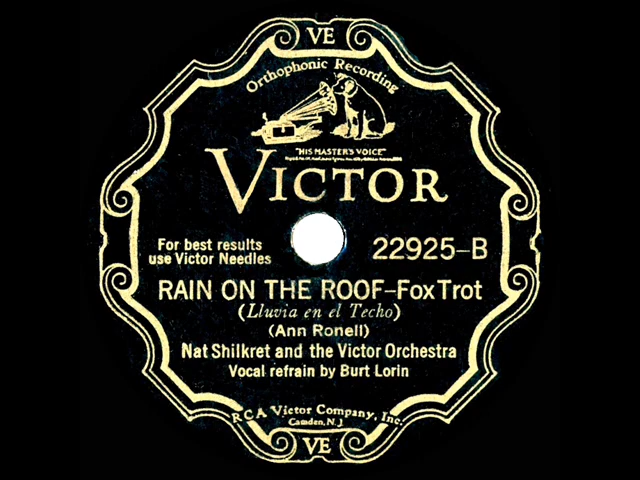 VE
Orthophonic Recording
"HIS MASTER'S VOICE"
VICTOR
For best results
use Victor Needles
22925-B
RAIN ON THE ROOF-Fox Trot
(Lluvia en el Techo)
(Ann Ronell)
Nat Shilkret and the Victor Orchestra
Vocal refrain by Burt Lorin
RCA Victor Company, Inc.
Camden, N.J.
VE